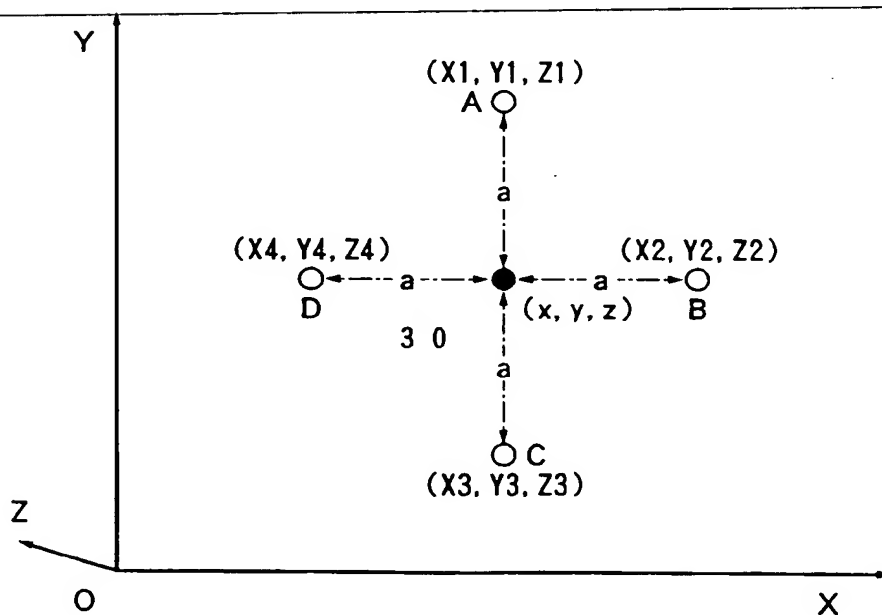 Y
(X1, Y1, Z1)
A
a
(X4, Y4, Z4)
(X2, Y2, Z2)
a
a
D
(x, y, z)
B
3 0
a
C
(X3, Y3, Z3)
Z
O
X